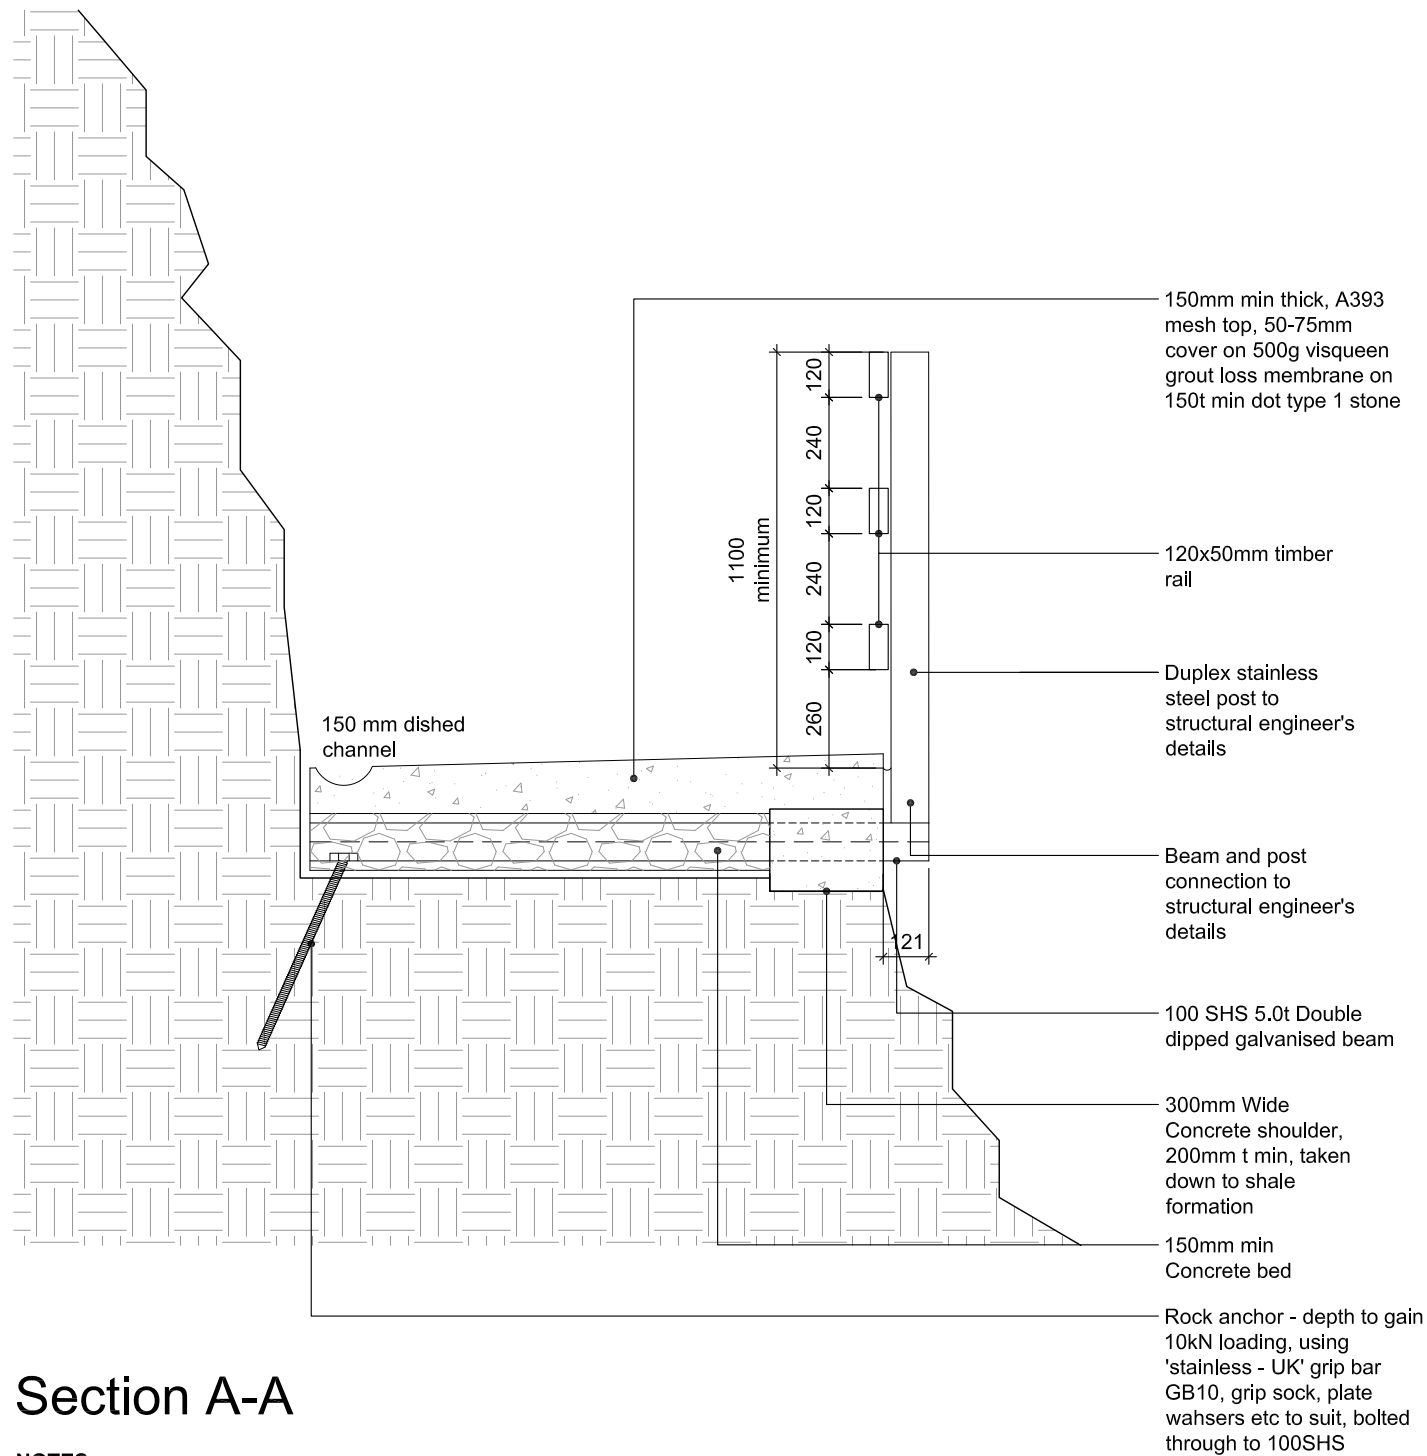 150mm min thick, A393
mesh top, 50-75mm
cover on 500g visqueen
grout loss membrane on
150t min dot type 1 stone
120
240
120
240
120
260
1100
minimum
120x50mm timber
rail
Duplex stainless
steel post to
structural engineer's
details
150 mm dished
channel
Beam and post
connection to
structural engineer's
details
121
100 SHS 5.0t Double
dipped galvanised beam
300mm Wide
Concrete shoulder,
200mm t min, taken
down to shale
formation
150mm min
Concrete bed
Rock anchor - depth to gain
10kN loading, using
'stainless - UK' grip bar
GB10, grip sock, plate
wahsers etc to suit, bolted
through to 100SHS
Section A-A